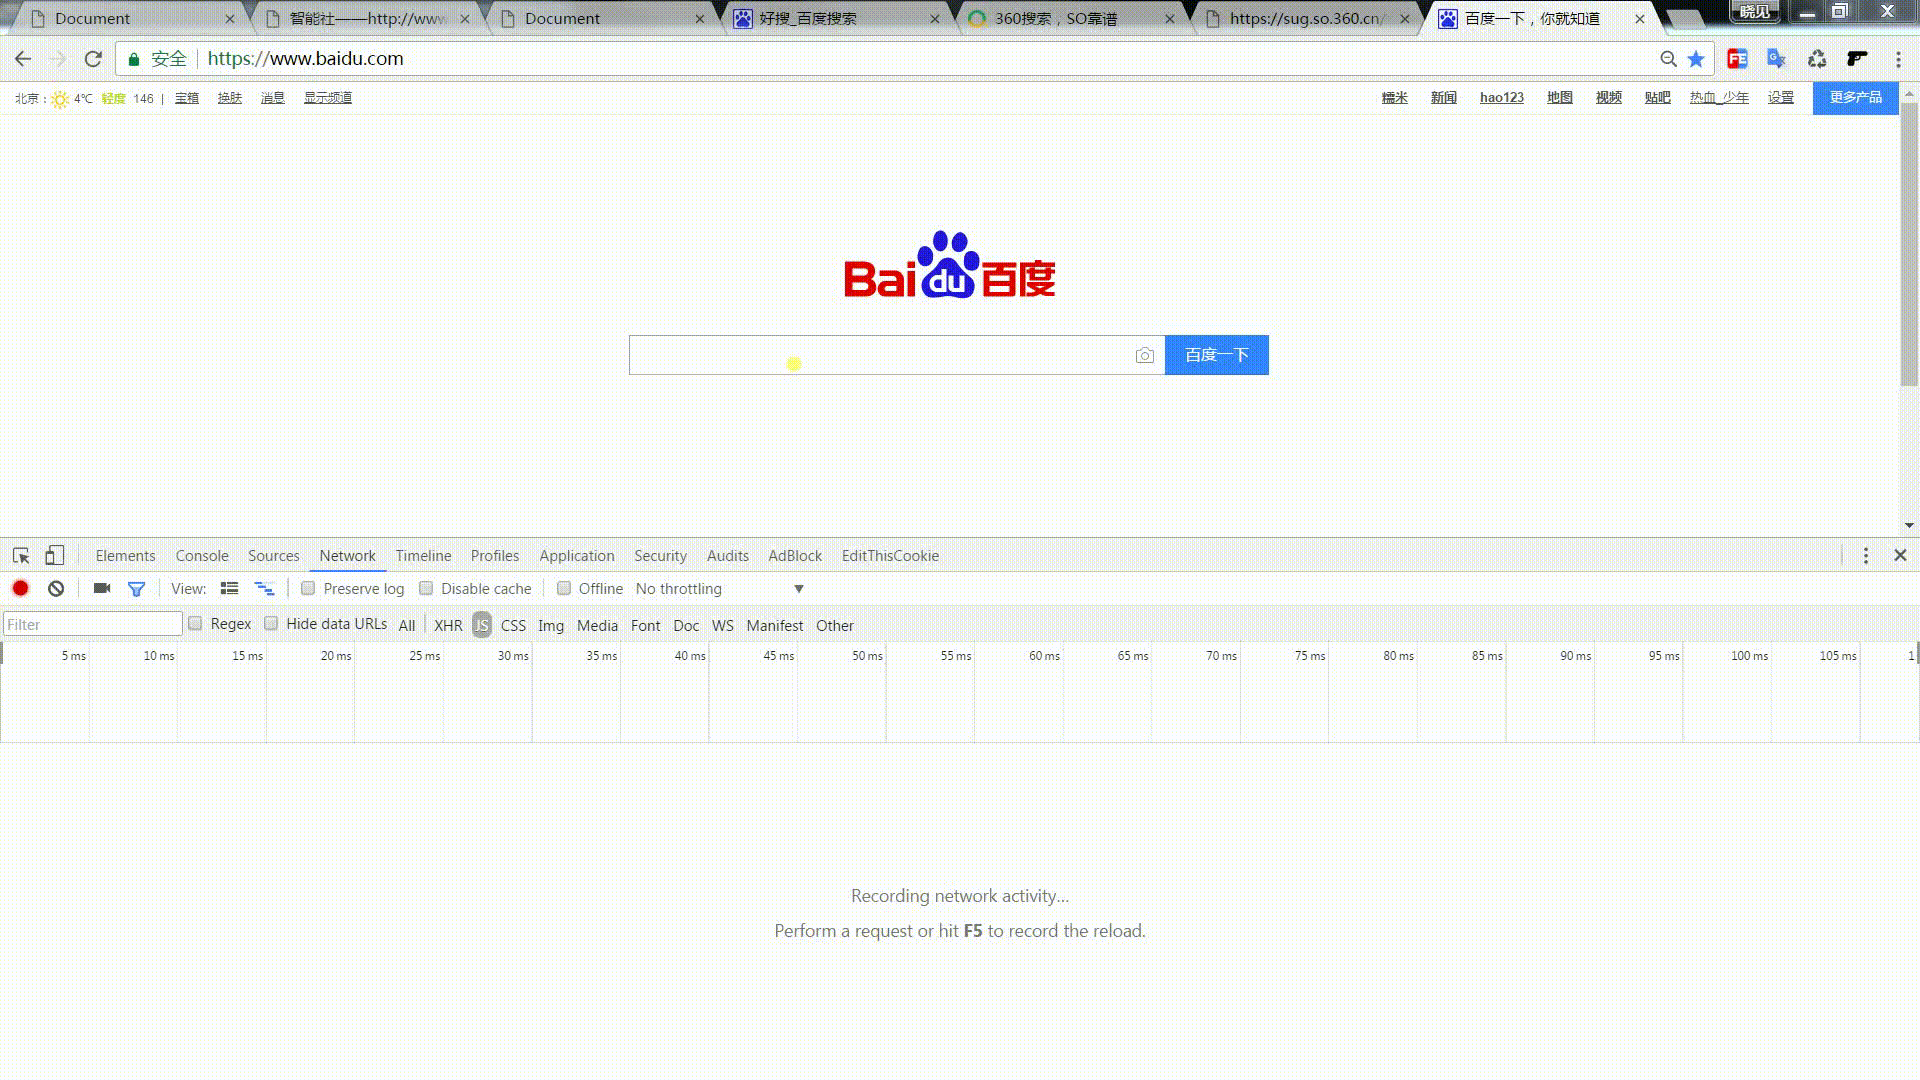 Document
智能社——http://www
Document
好搜_百度搜索
360搜索，SO靠谱
https://sug.so.360.cn/
百度一下，你就知道
晓见
安全 https://www.baidu.com
北京： 4℃ 轻度 146 | 宝箱 换肤 消息 显示频道
糯米 新闻 hao123 地图 视频 贴吧 热血_少年 设置 更多产品
Bai du 百度
百度一下
Elements Console Sources Network Timeline Profiles Application Security Audits AdBlock EditThisCookie
View: Preserve log Disable cache Offline No throttling
Filter Regex Hide data URLs All XHR JS CSS Img Media Font Doc WS Manifest Other
5 ms 10 ms 15 ms 20 ms 25 ms 30 ms 35 ms 40 ms 45 ms 50 ms 55 ms 60 ms 65 ms 70 ms 75 ms 80 ms 85 ms 90 ms 95 ms 100 ms 105 ms 1
Recording network activity...
Perform a request or hit F5 to record the reload.